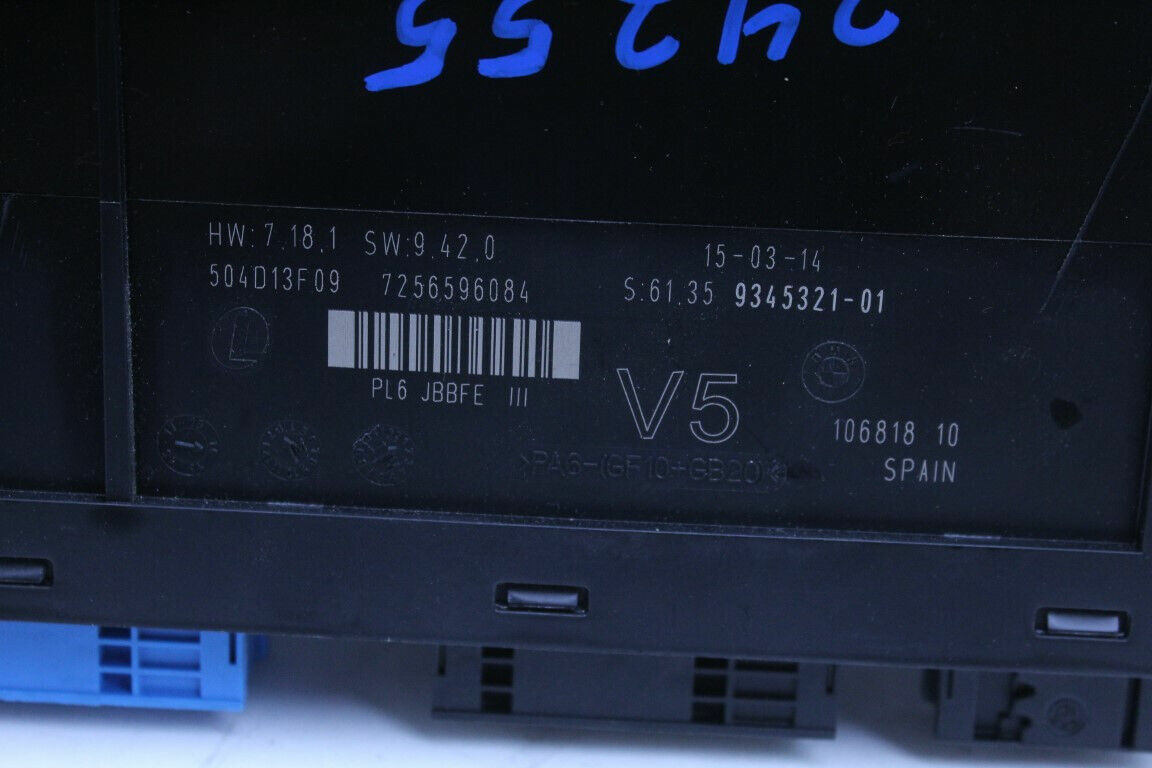 24255
HW:7.18.1 SW:9.42.0
15-03-14
504D13F09 7256596084
S:61.35 9345321-01
PL6 JBBFE III
V5
106818 10
SPAIN
>PA6-(GF10+GB20)<